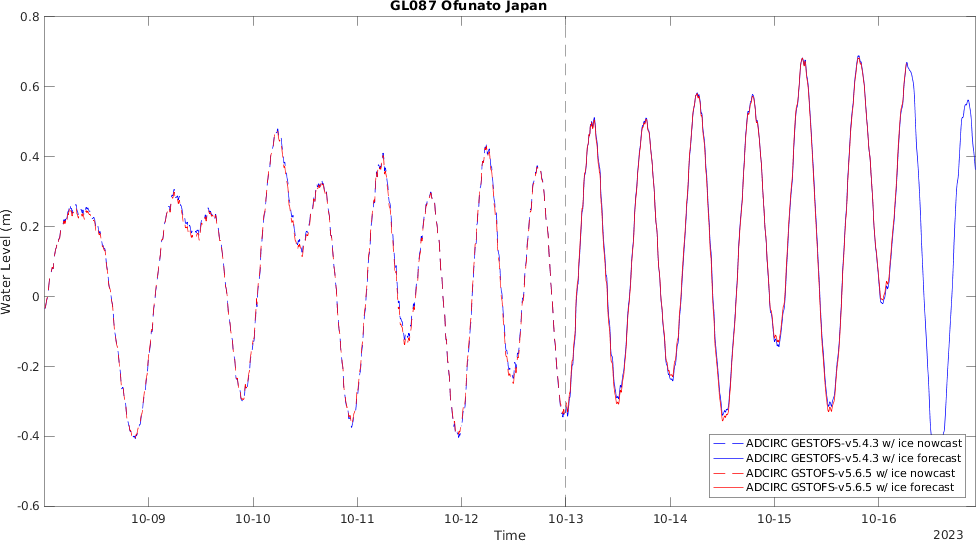 GL087 Ofunato Japan
Water Level (m)
0.8
0.6
0.4
0.2
0
-0.2
-0.4
-0.6
10-09 10-10 10-11 10-12 10-13 10-14 10-15 10-16
Time
2023
ADCIRC GESTOFS-v5.4.3 w/ ice nowcast
ADCIRC GESTOFS-v5.4.3 w/ ice forecast
ADCIRC GSTOFS-v5.6.5 w/ ice nowcast
ADCIRC GSTOFS-v5.6.5 w/ ice forecast